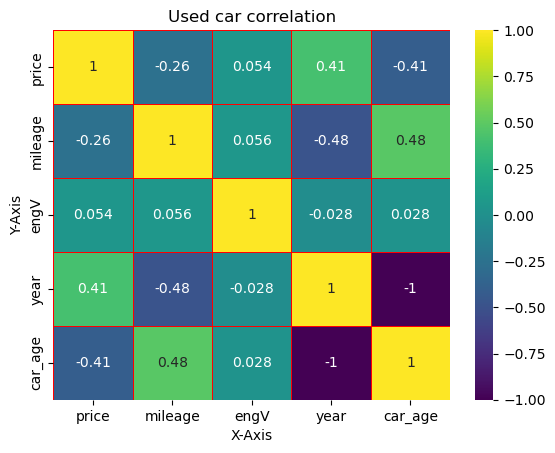 Used car correlation
price 1 -0.26 0.054 0.41 -0.41
mileage -0.26 1 0.056 -0.48 0.48
engV 0.054 0.056 1 -0.028 0.028
year 0.41 -0.48 -0.028 1 -1
car_age -0.41 0.48 0.028 -1 1
Y-Axis
price mileage engV year car_age
X-Axis
1.00
0.75
0.50
0.25
0.00
−0.25
−0.50
−0.75
−1.00